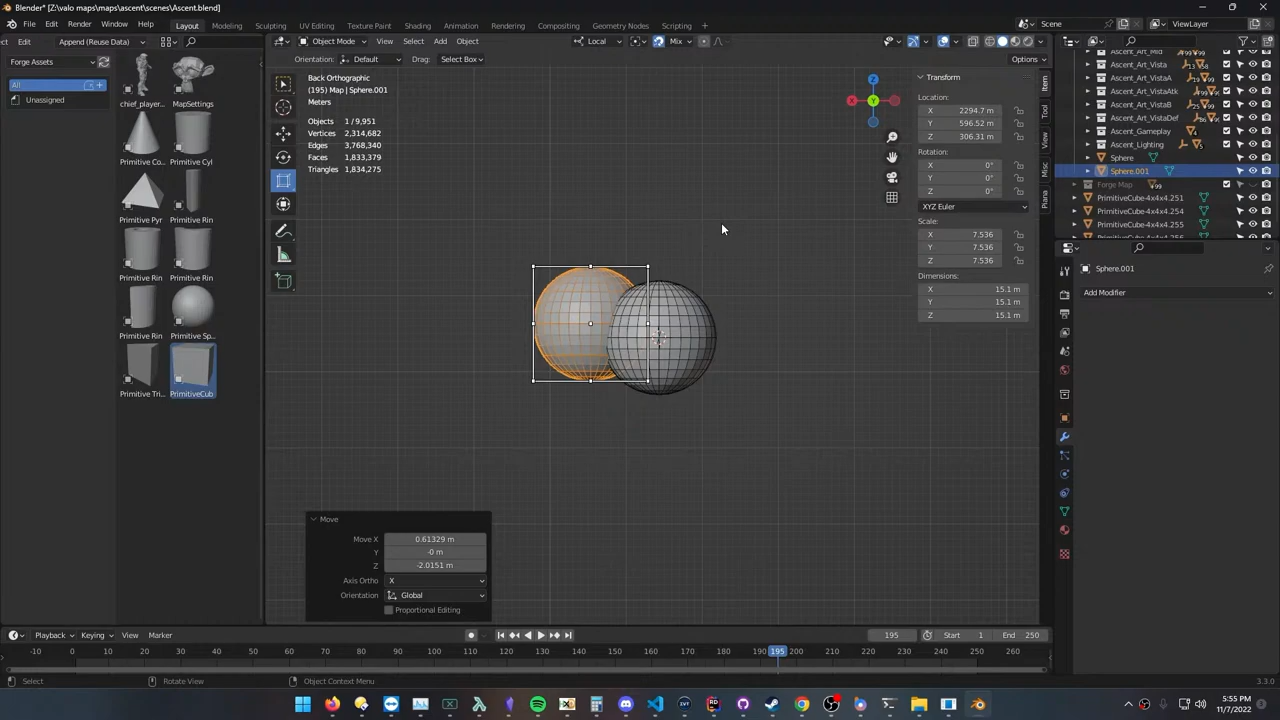 Blender* [Z:\valo maps\maps\ascent\scenes\Ascent.blend]
File Edit Render Window Help Layout Modeling Sculpting UV Editing Texture Paint Shading Animation Rendering Compositing Geometry Nodes Scripting + Scene ViewLayer
Edit Append (Reuse Data) Object Mode View Select Add Object Local Mix
Forge Assets Orientation: Default Drag: Select Box Options
All
Unassigned
chief_player... MapSettings
Primitive Co... Primitive Cyl
Primitive Pyr Primitive Rin
Primitive Rin Primitive Rin
Primitive Rin Primitive Sp...
Primitive Tri... PrimitiveCub
Back Orthographic
(195) Map | Sphere.001
Meters
Objects 1 / 9,951
Vertices 2,314,682
Edges 3,768,340
Faces 1,833,379
Triangles 1,834,275
Z
X Y
Transform
Location:
X 2294.7 m
Y 596.52 m
Z 306.31 m
Rotation:
X 0°
Y 0°
Z 0°
XYZ Euler
Scale:
X 7.536
Y 7.536
Z 7.536
Dimensions:
X 15.1 m
Y 15.1 m
Z 15.1 m
Item
Tool
View
Misc
Ascent_Art_Mid
Ascent_Art_Vista
Ascent_Art_VistaA
Ascent_Art_VistaAtk
Ascent_Art_VistaB
Ascent_Art_VistaDef
Ascent_Gameplay
Ascent_Lighting
Sphere
Sphere.001
Forge Map
PrimitiveCube-4x4x4.251
PrimitiveCube-4x4x4.254
PrimitiveCube-4x4x4.255
Sphere.001
Add Modifier
Move
Move X 0.61329 m
Y -0 m
Z -2.0151 m
Axis Ortho X
Orientation Global
Proportional Editing
Playback Keying View Marker 195 Start 1 End 250
-10 0 10 20 30 40 50 60 70 80 90 100 110 120 130 140 150 160 170 180 190 195 200 210 220 230 240 250 260
Select Rotate View Object Context Menu 3.3.0
5:55 PM
11/7/2022